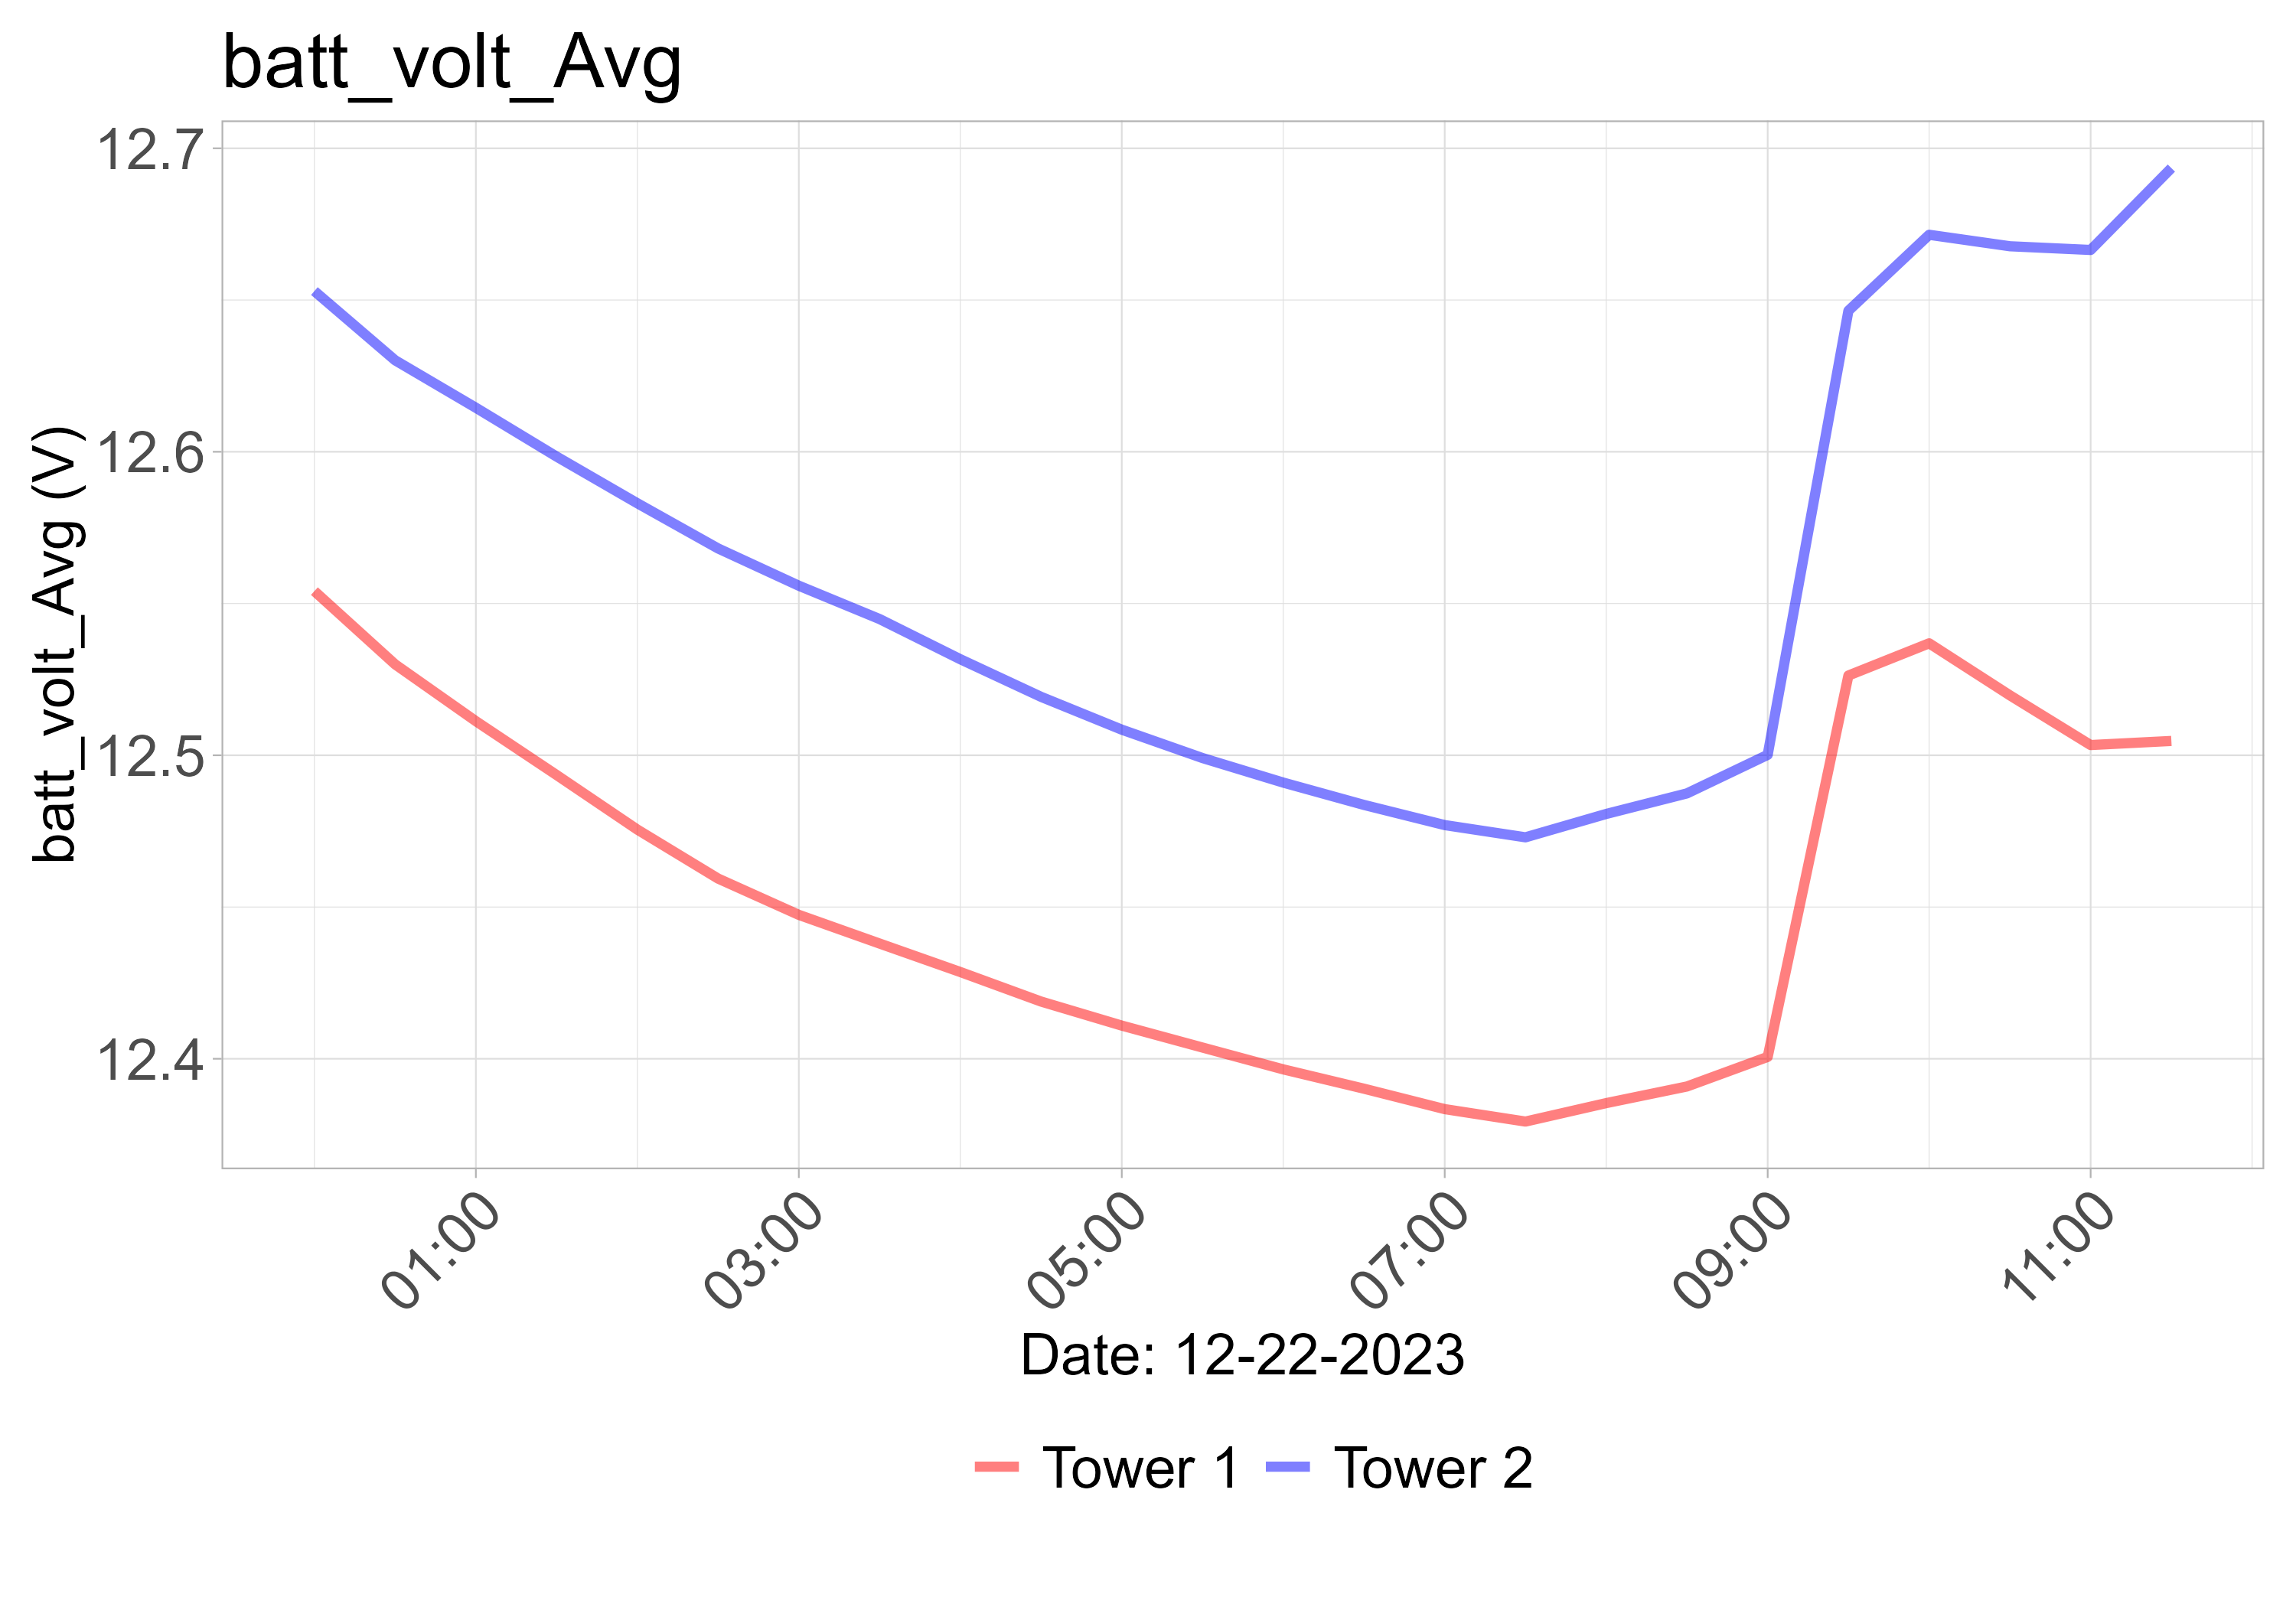 batt_volt_Avg
batt_volt_Avg (V)
12.7
12.6
12.5
12.4
01:00
03:00
05:00
07:00
09:00
11:00
Date: 12-22-2023
Tower 1
Tower 2